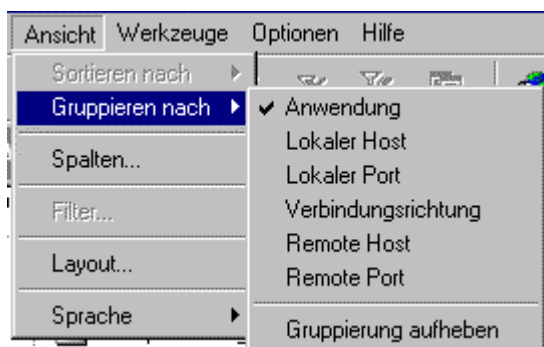 Ansicht Werkzeuge Optionen Hilfe
Sortieren nach
Gruppieren nach
Spalten...
Filter...
Layout...
Sprache
Anwendung
Lokaler Host
Lokaler Port
Verbindungsrichtung
Remote Host
Remote Port
Gruppierung aufheben